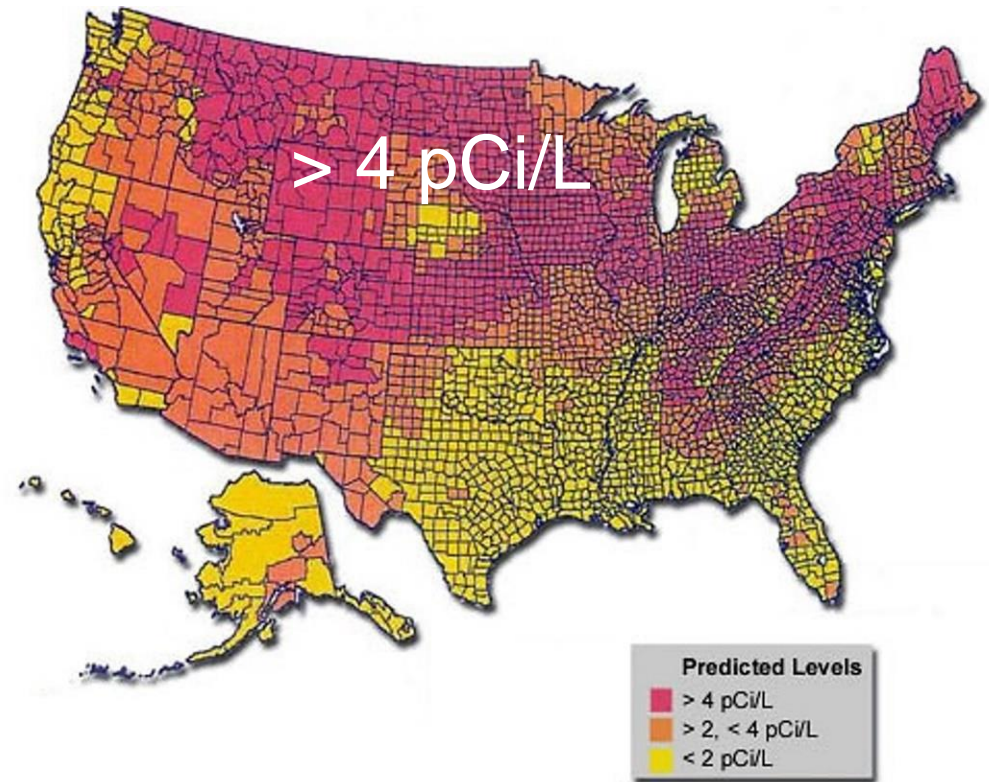 > 4 pCi/L
Predicted Levels
> 4 pCi/L
> 2, < 4 pCi/L
< 2 pCi/L